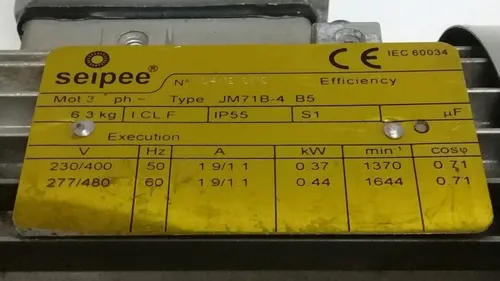 seipee®
CE IEC 60034
N° Efficiency
Mot 3 ph - Type JM71B-4 B5
6.3kg I.CL.F IP55 S1 µF
Execution
V Hz A kW min⁻¹ cosφ
230/400 50 1.9/1.1 0.37 1370 0.71
277/480 60 1.9/1.1 0.44 1644 0.71